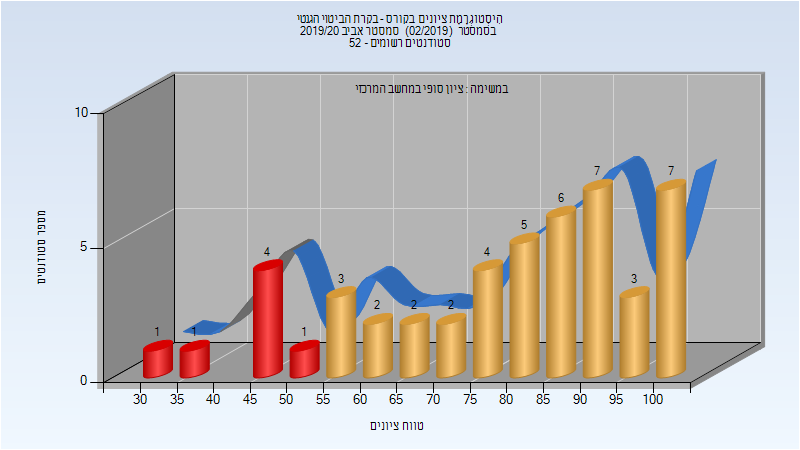 היסטוגרמת ציונים בקורס - בקרת הביטוי הגנטי
בסמסטר (02/2019) סמסטר אביב 2019/20
סטודנטים רשומים - 52
במשימה : ציון סופי במחשב המרכזי
מספר סטודנטים
10
5
0
1
1
4
1
3
2
2
2
4
5
6
7
3
7
30 35 40 45 50 55 60 65 70 75 80 85 90 95 100
טווח ציונים